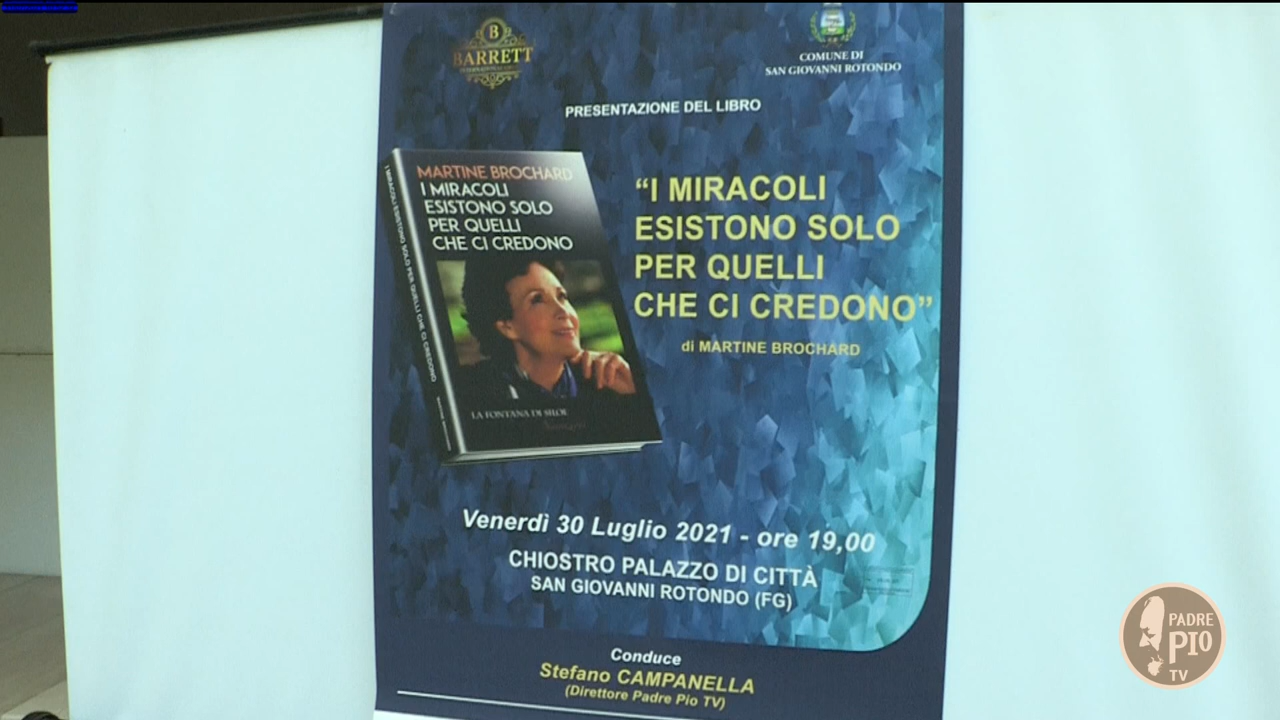 B
BARRETT
COMUNE DI
SAN GIOVANNI ROTONDO
PRESENTAZIONE DEL LIBRO
MARTINE BROCHARD
I MIRACOLI
ESISTONO SOLO
PER QUELLI
CHE CI CREDONO
I MIRACOLI ESISTONO SOLO PER QUELLI CHE CI CREDONO
LA FONTANA DI SILOE
“I MIRACOLI
ESISTONO SOLO
PER QUELLI
CHE CI CREDONO”
di MARTINE BROCHARD
Venerdì 30 Luglio 2021 - ore 19,00
CHIOSTRO PALAZZO DI CITTÀ
SAN GIOVANNI ROTONDO (FG)
Conduce
Stefano CAMPANELLA
(Direttore Padre Pio TV)
PADRE
PIO
TV